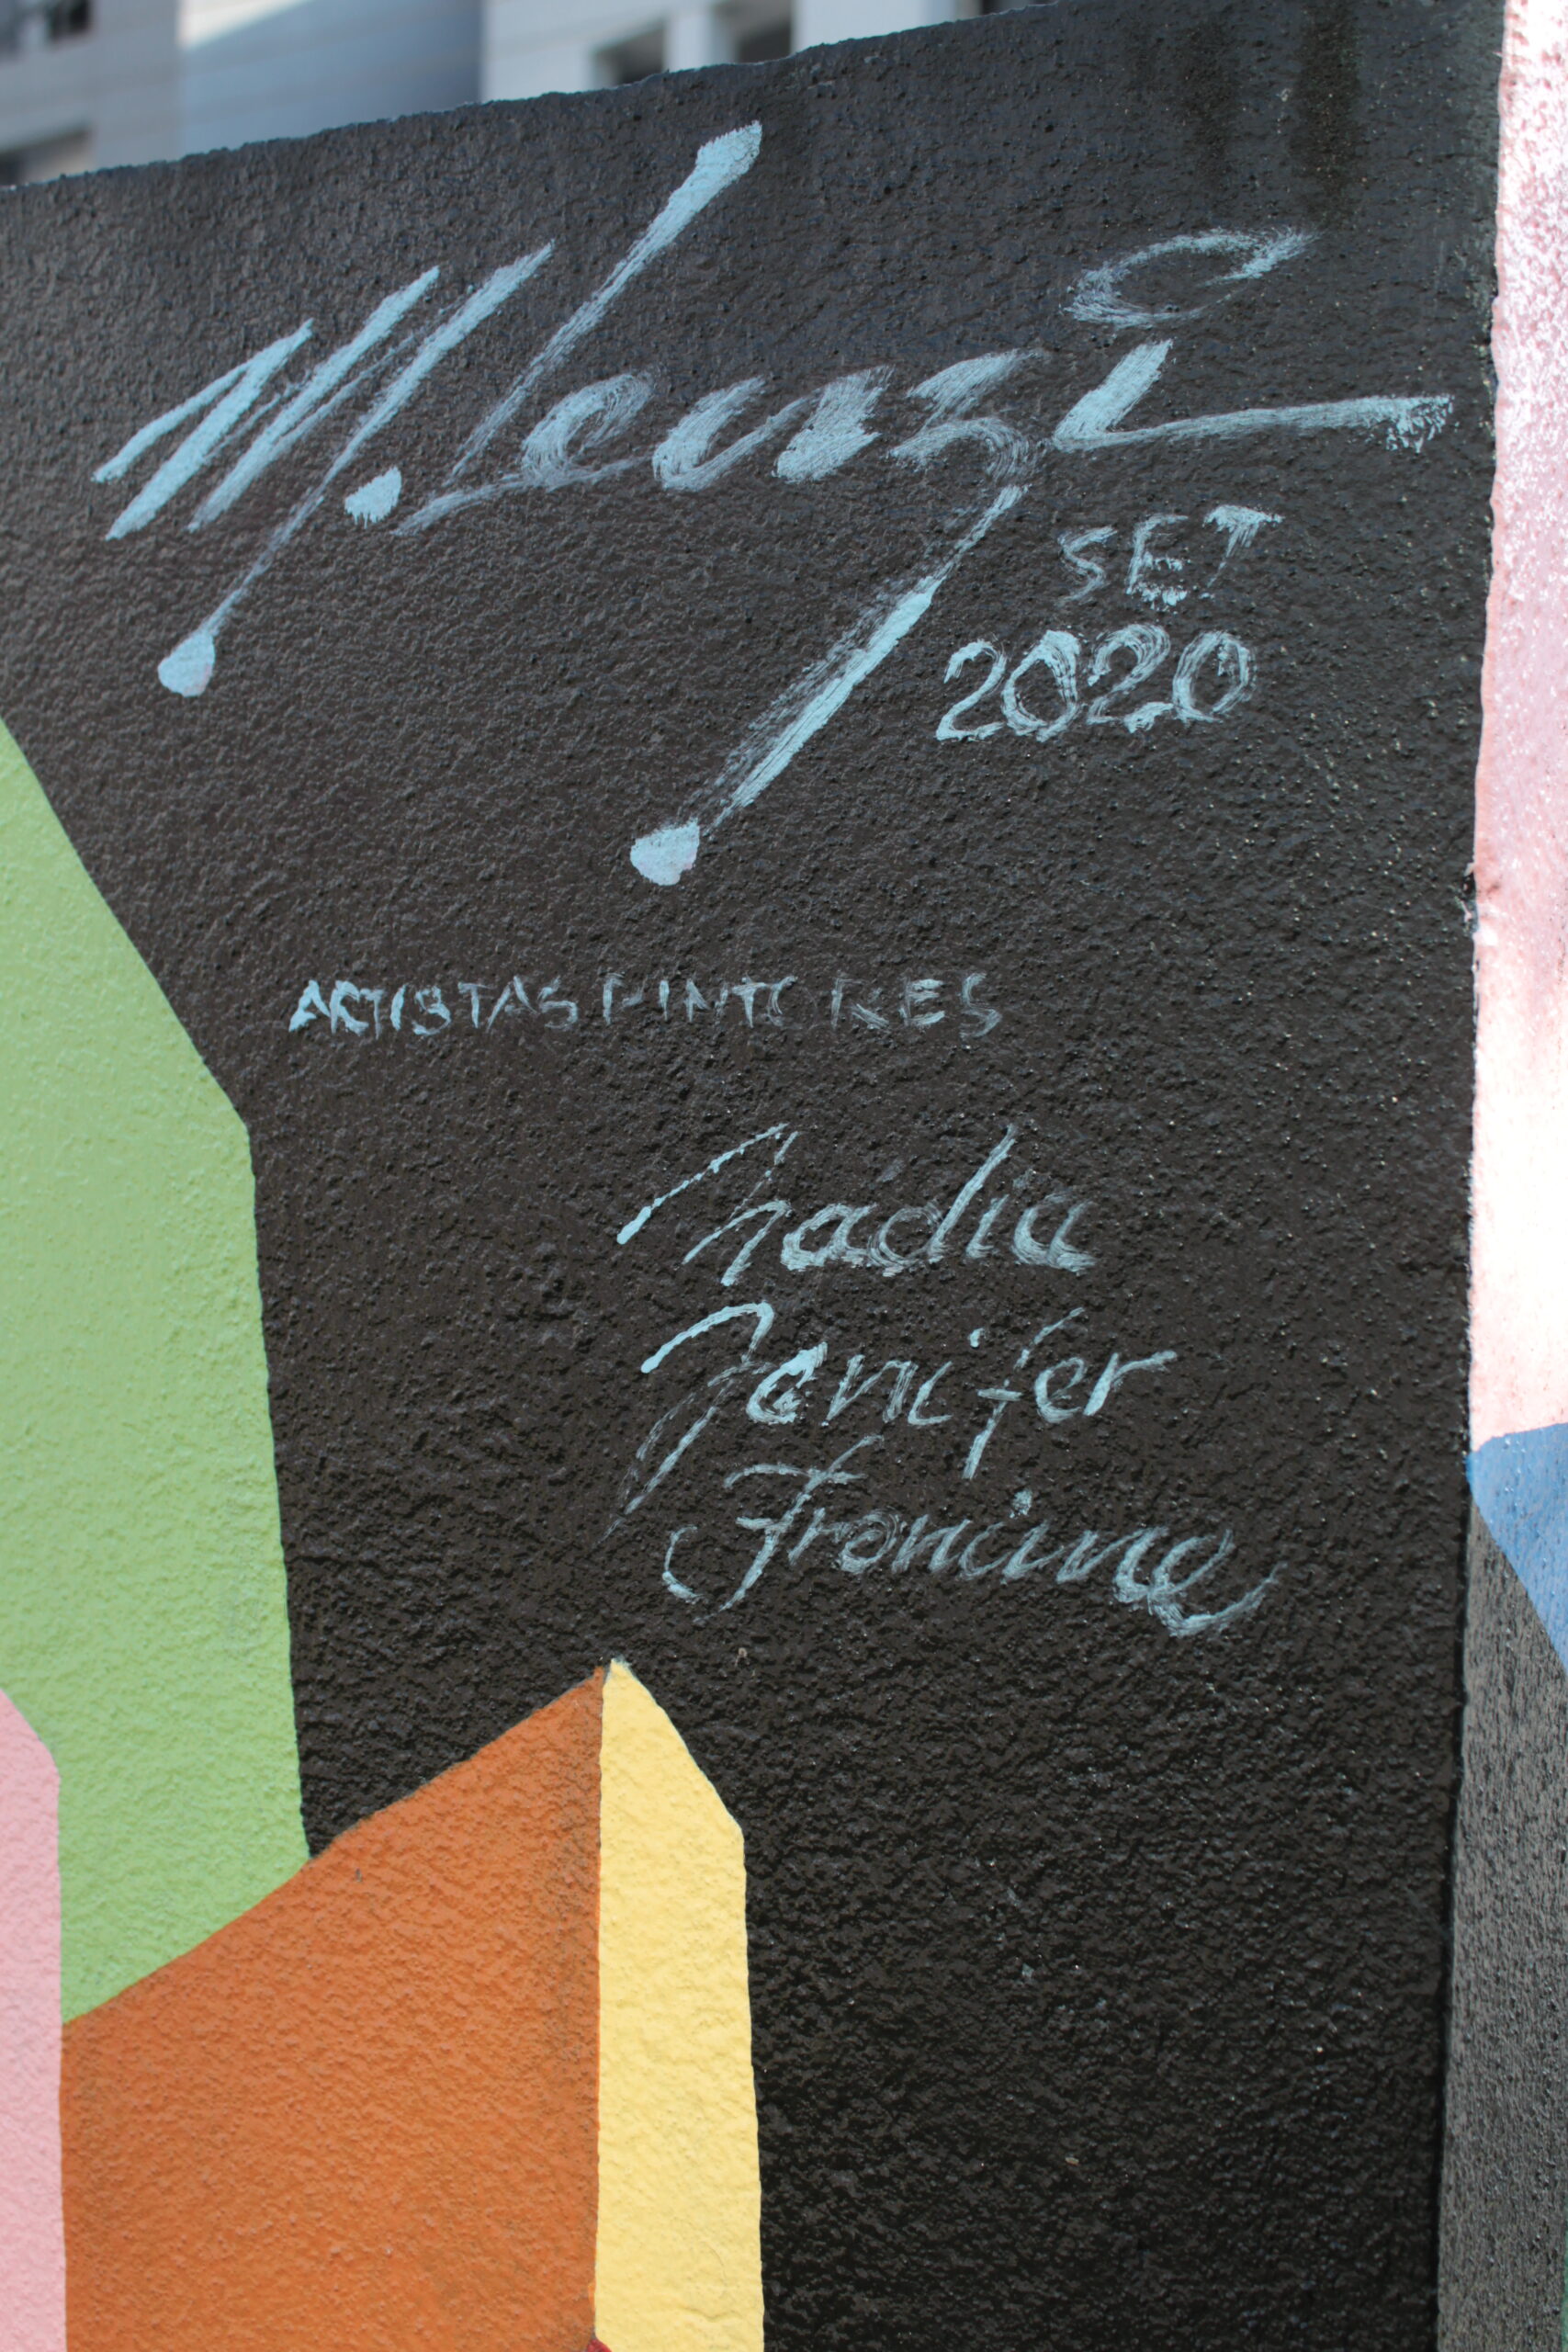 M. Lenzi
SET
2020
ARTISTAS PINTORES
Nadia
Jenifer
Francine